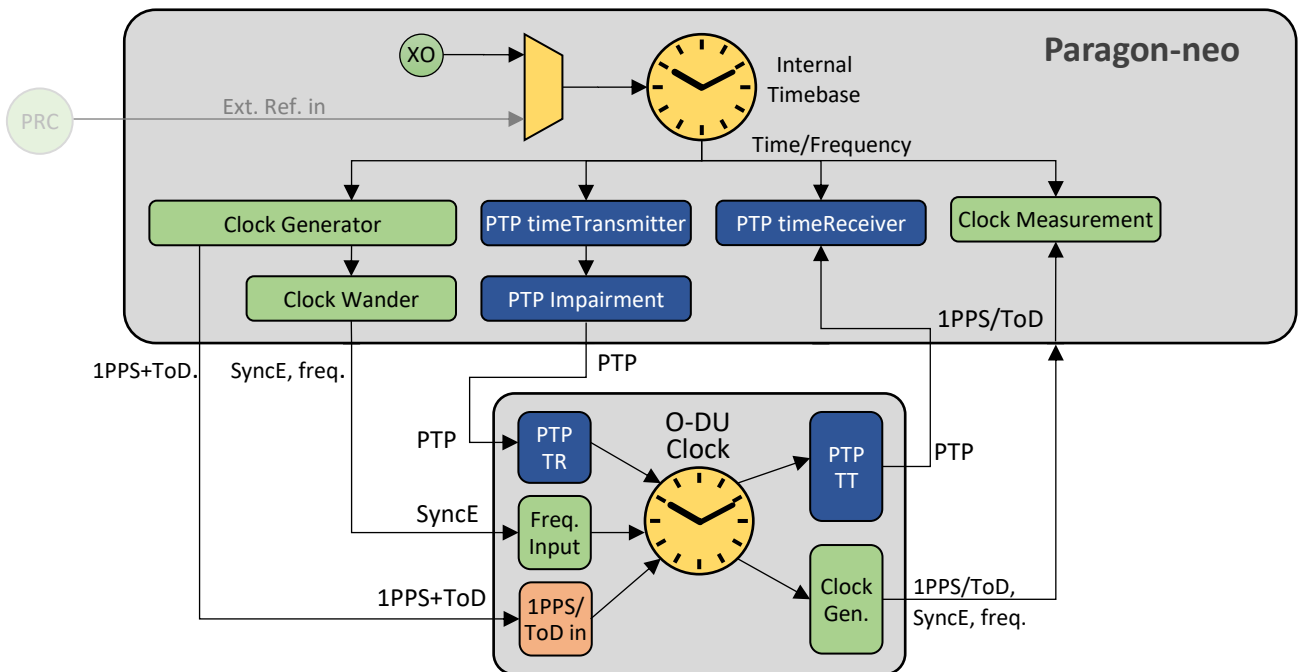 Paragon-neo
XO
Internal
Timebase
PRC
Ext. Ref. in
Time/Frequency
Clock Generator
PTP timeTransmitter
PTP timeReceiver
Clock Measurement
Clock Wander
PTP Impairment
1PPS/ToD
1PPS+ToD.
SyncE, freq.
PTP
O-DU
Clock
PTP
PTP
TR
PTP
TT
PTP
SyncE
Freq.
Input
1PPS+ToD
1PPS/
ToD in
Clock
Gen.
1PPS/ToD,
SyncE, freq.